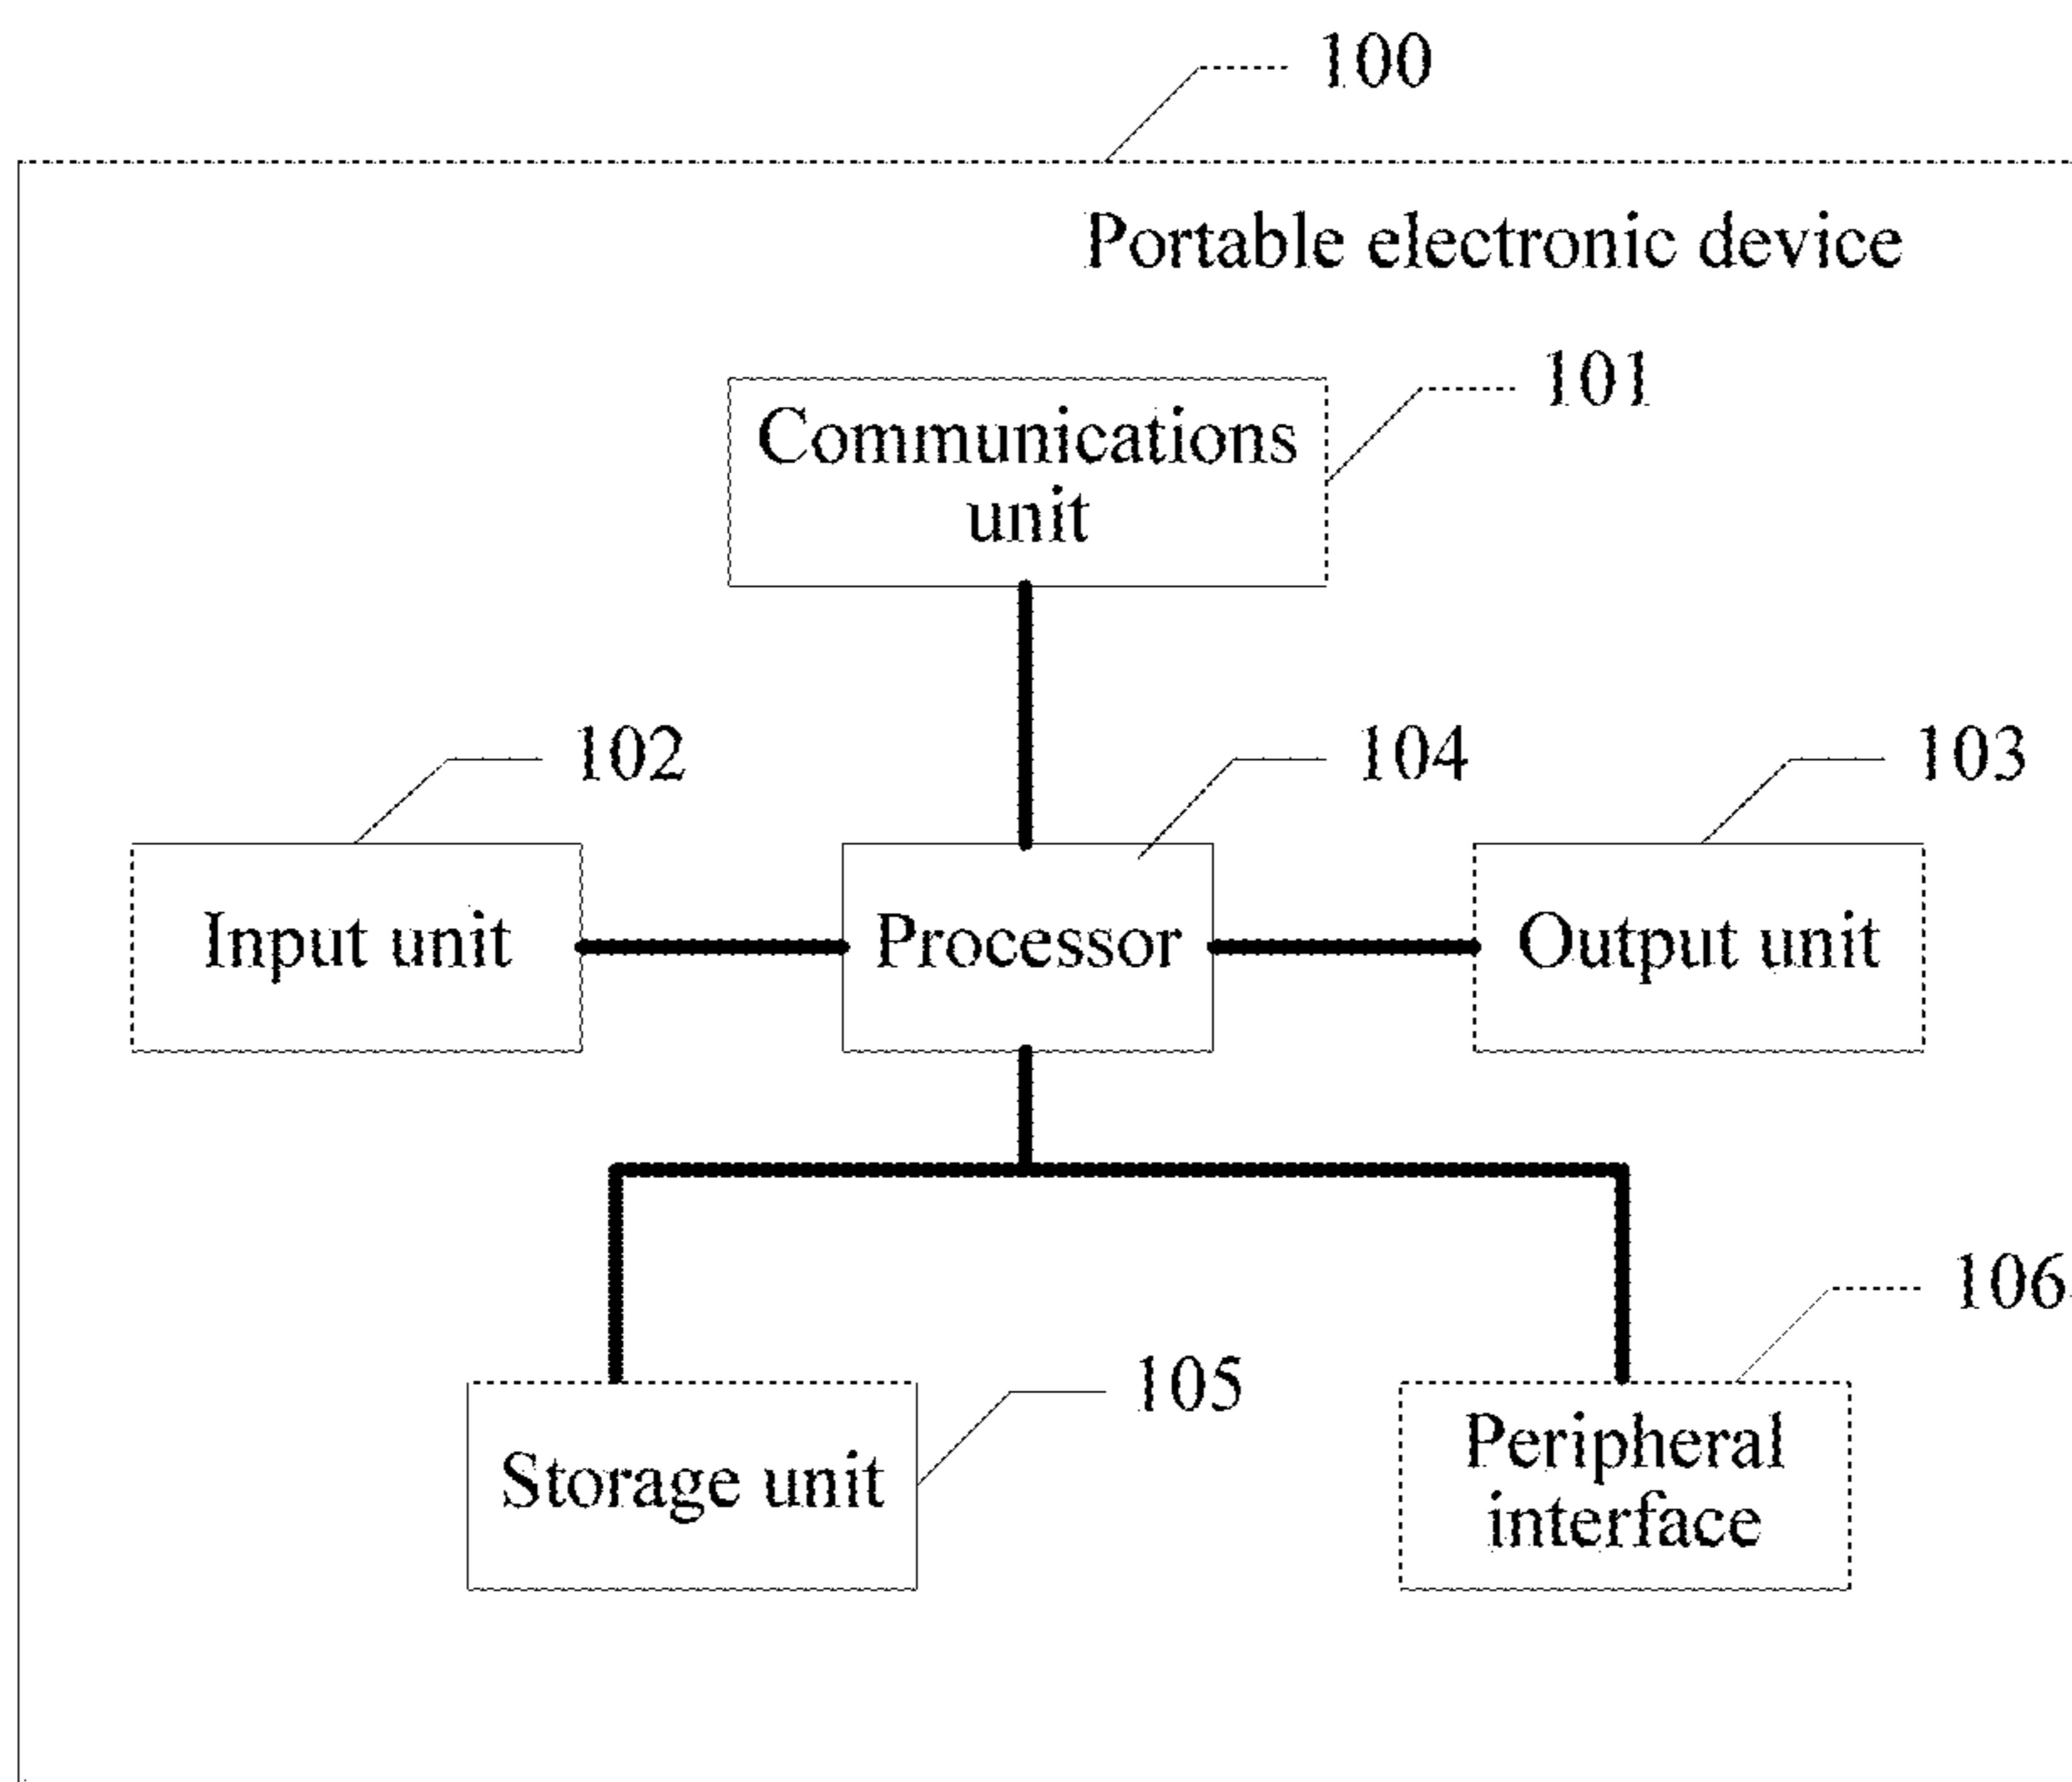 100
Portable electronic device
101
Communications
unit
102
104
103
Input unit
Processor
Output unit
106
105
Storage unit
Peripheral
interface